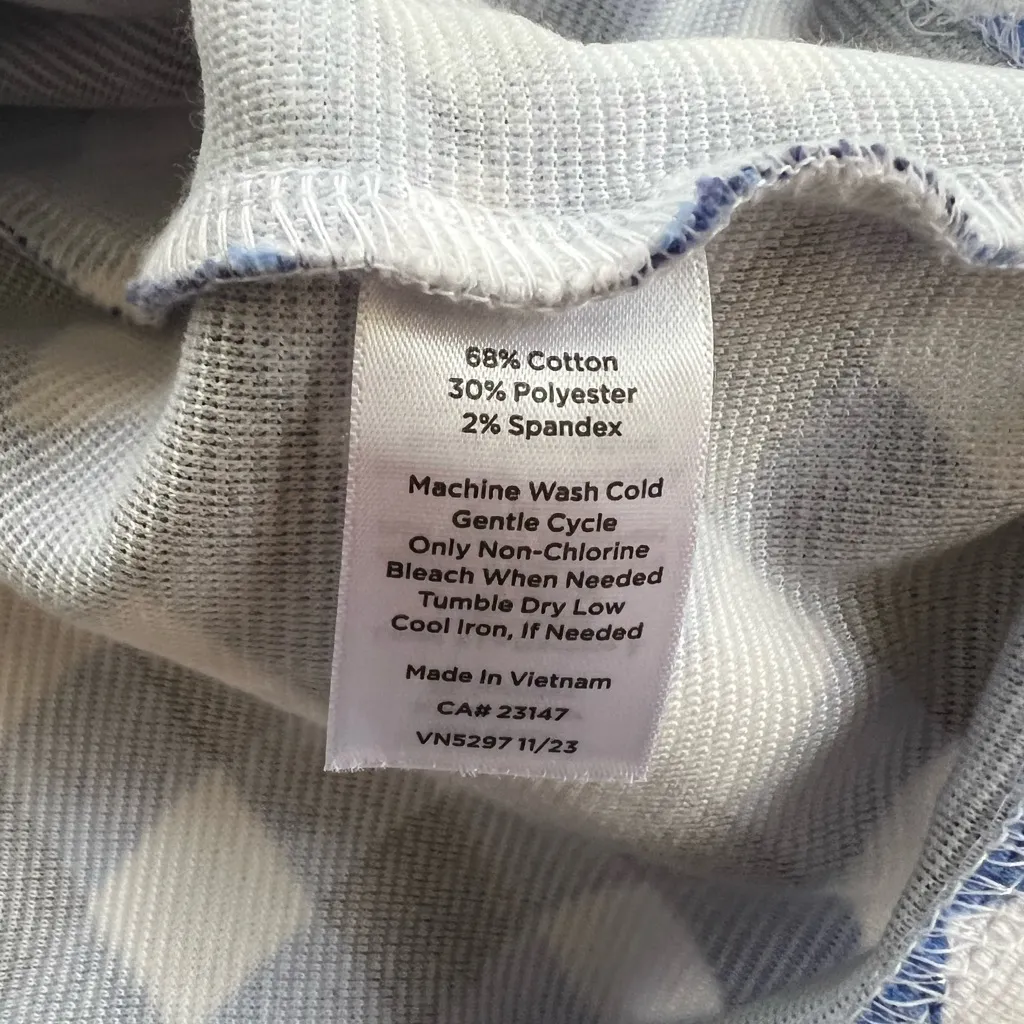 68% Cotton
30% Polyester
2% Spandex
Machine Wash Cold
Gentle Cycle
Only Non-Chlorine
Bleach When Needed
Tumble Dry Low
Cool Iron, If Needed
Made In Vietnam
CA# 23147
VN5297 11/23